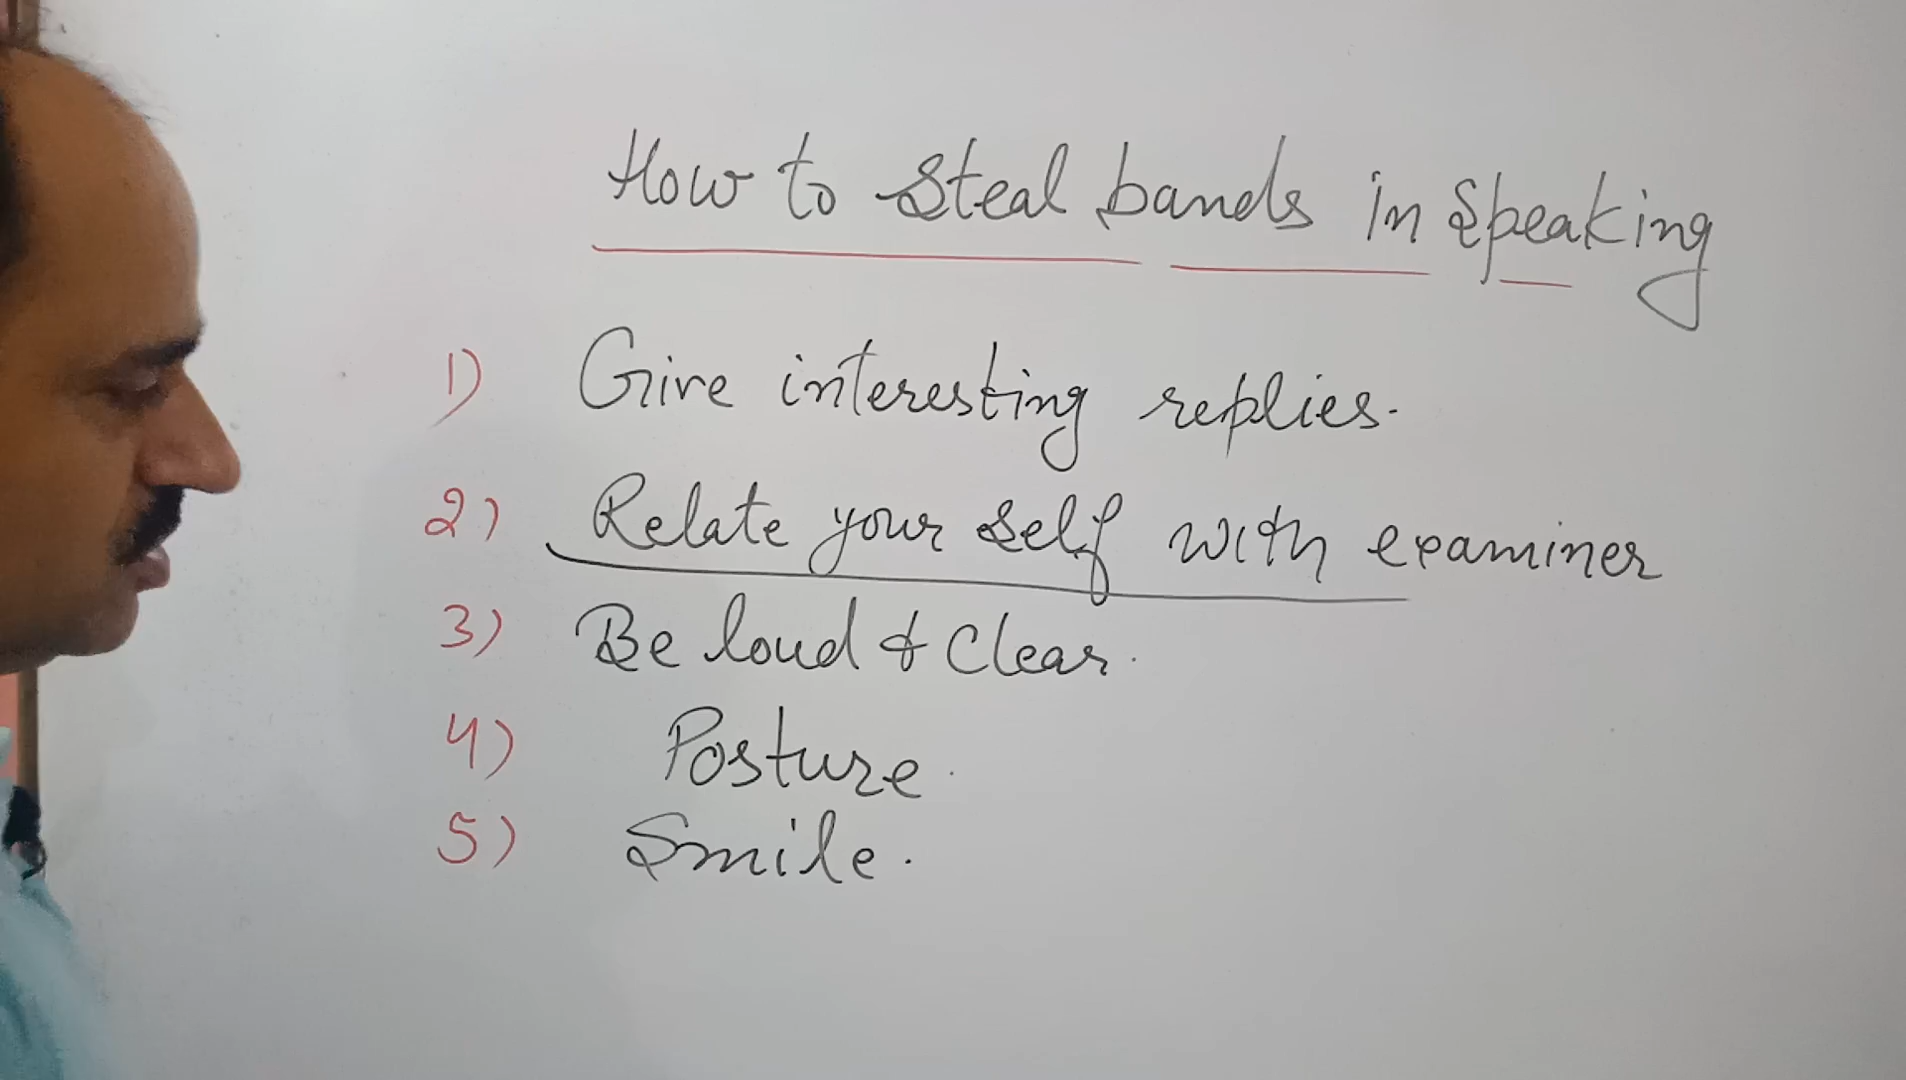 How to Steal bands in Speaking
1) Give interesting replies.
2) Relate your self with examiner
3) Be loud & Clear.
4) Posture.
5) Smile.